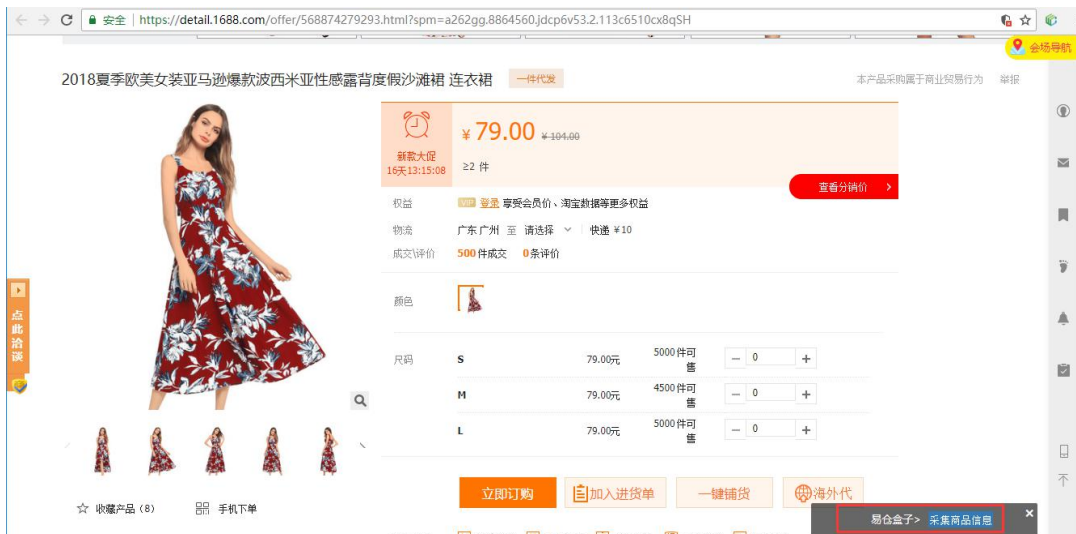 安全 | https://detail.1688.com/offer/568874279293.html?spm=a262gg.8864560.jdcp6v53.2.113c6510cx8qSH
会场导航
2018夏季欧美女装亚马逊爆款波西米亚性感露背度假沙滩裙 连衣裙 一件代发
本产品采购属于商业贸易行为 举报
新款大促
16天13:15:08
¥ 79.00 ¥ 104.00
≥2 件
查看分销价 >
权益 VIP 登录 享受会员价、淘宝数据等更多权益
物流 广东 广州 至 请选择 快递 ¥10
成交\评价 500件成交 0条评价
颜色
尺码 S 79.00元 5000件可售 — 0 +
M 79.00元 4500件可售 — 0 +
L 79.00元 5000件可售 — 0 +
点此洽谈
立即订购 加入进货单 一键铺货 海外代
收藏产品（8） 手机下单
易仓盒子> 采集商品信息 ×